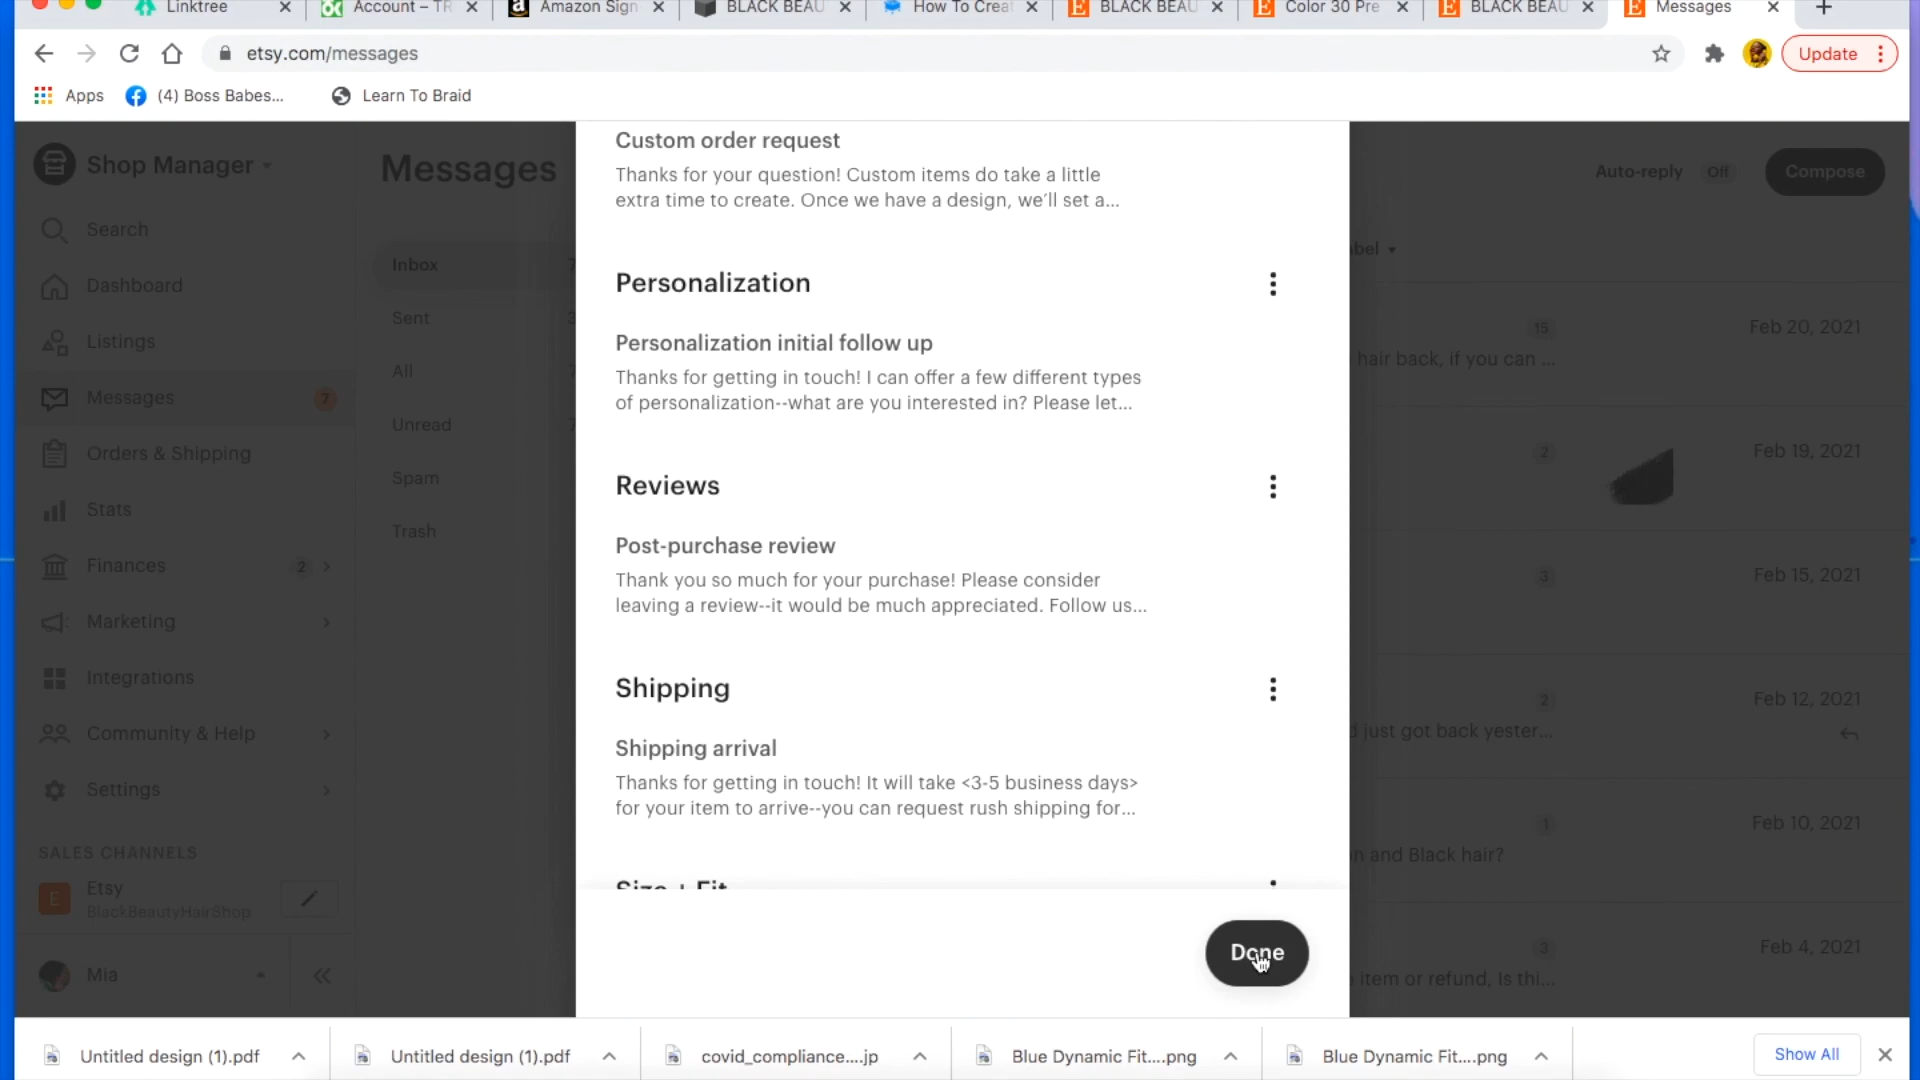 Linktree
Account – TR
Amazon Sign
BLACK BEAU
How To Creat
BLACK BEAU
Color 30 Pre
BLACK BEAU
Messages
etsy.com/messages
Update
Apps
(4) Boss Babes...
Learn To Braid
Shop Manager
Search
Dashboard
Listings
Messages
7
Orders & Shipping
Stats
Finances
2
Marketing
Integrations
Community & Help
Settings
SALES CHANNELS
E
Etsy
BlackBeautyHairShop
Mia
Messages
Inbox
Sent
All
Unread
Spam
Trash
Custom order request
Thanks for your question! Custom items do take a little
extra time to create. Once we have a design, we’ll set a...
Personalization
Personalization initial follow up
Thanks for getting in touch! I can offer a few different types
of personalization--what are you interested in? Please let...
Reviews
Post-purchase review
Thank you so much for your purchase! Please consider
leaving a review--it would be much appreciated. Follow us...
Shipping
Shipping arrival
Thanks for getting in touch! It will take <3-5 business days>
for your item to arrive--you can request rush shipping for...
Size + Fit
Done
Auto-reply Off
Compose
15
Feb 20, 2021
hair back, if you can ...
2
Feb 19, 2021
3
Feb 15, 2021
2
Feb 12, 2021
just got back yester...
1
Feb 10, 2021
and Black hair?
3
Feb 4, 2021
item or refund, Is thi...
Untitled design (1).pdf
Untitled design (1).pdf
covid_compliance....jp
Blue Dynamic Fit....png
Blue Dynamic Fit....png
Show All